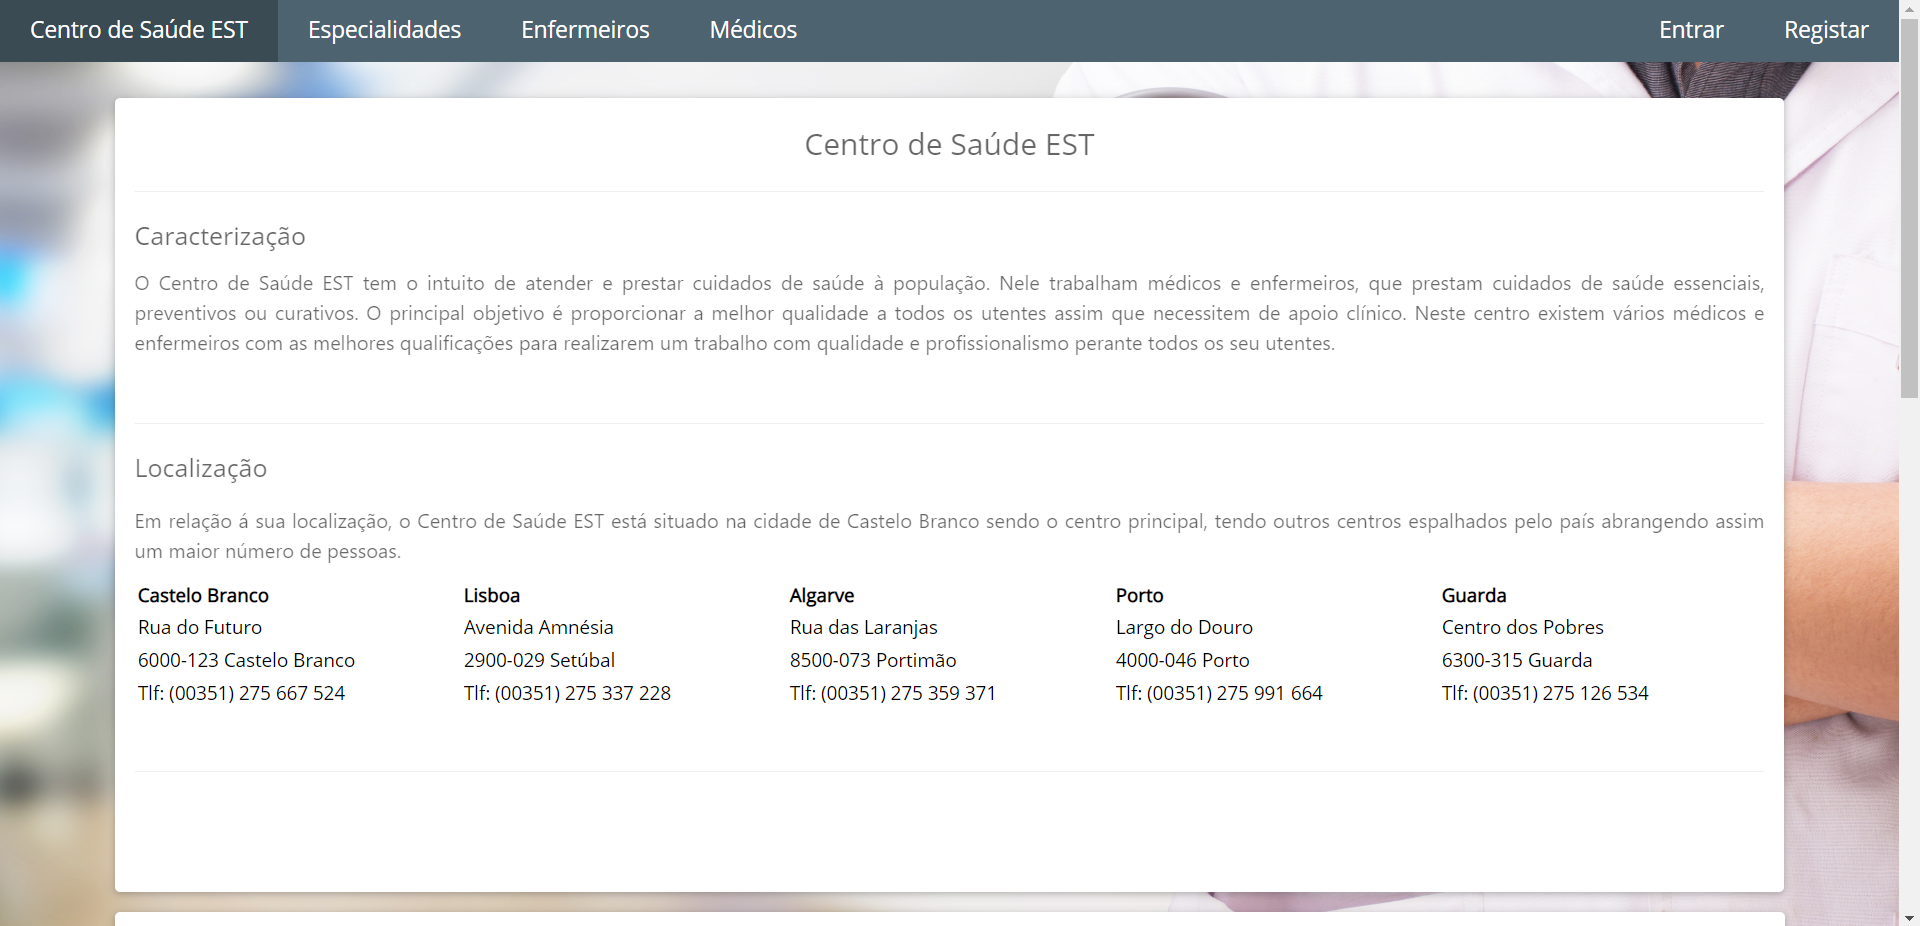 Centro de Saúde EST Especialidades Enfermeiros Médicos Entrar Registar
Centro de Saúde EST
Caracterização
O Centro de Saúde EST tem o intuito de atender e prestar cuidados de saúde à população. Nele trabalham médicos e enfermeiros, que prestam cuidados de saúde essenciais,
preventivos ou curativos. O principal objetivo é proporcionar a melhor qualidade a todos os utentes assim que necessitem de apoio clínico. Neste centro existem vários médicos e
enfermeiros com as melhores qualificações para realizarem um trabalho com qualidade e profissionalismo perante todos os seu utentes.
Localização
Em relação á sua localização, o Centro de Saúde EST está situado na cidade de Castelo Branco sendo o centro principal, tendo outros centros espalhados pelo país abrangendo assim
um maior número de pessoas.
Castelo Branco
Rua do Futuro
6000-123 Castelo Branco
Tlf: (00351) 275 667 524
Lisboa
Avenida Amnésia
2900-029 Setúbal
Tlf: (00351) 275 337 228
Algarve
Rua das Laranjas
8500-073 Portimão
Tlf: (00351) 275 359 371
Porto
Largo do Douro
4000-046 Porto
Tlf: (00351) 275 991 664
Guarda
Centro dos Pobres
6300-315 Guarda
Tlf: (00351) 275 126 534